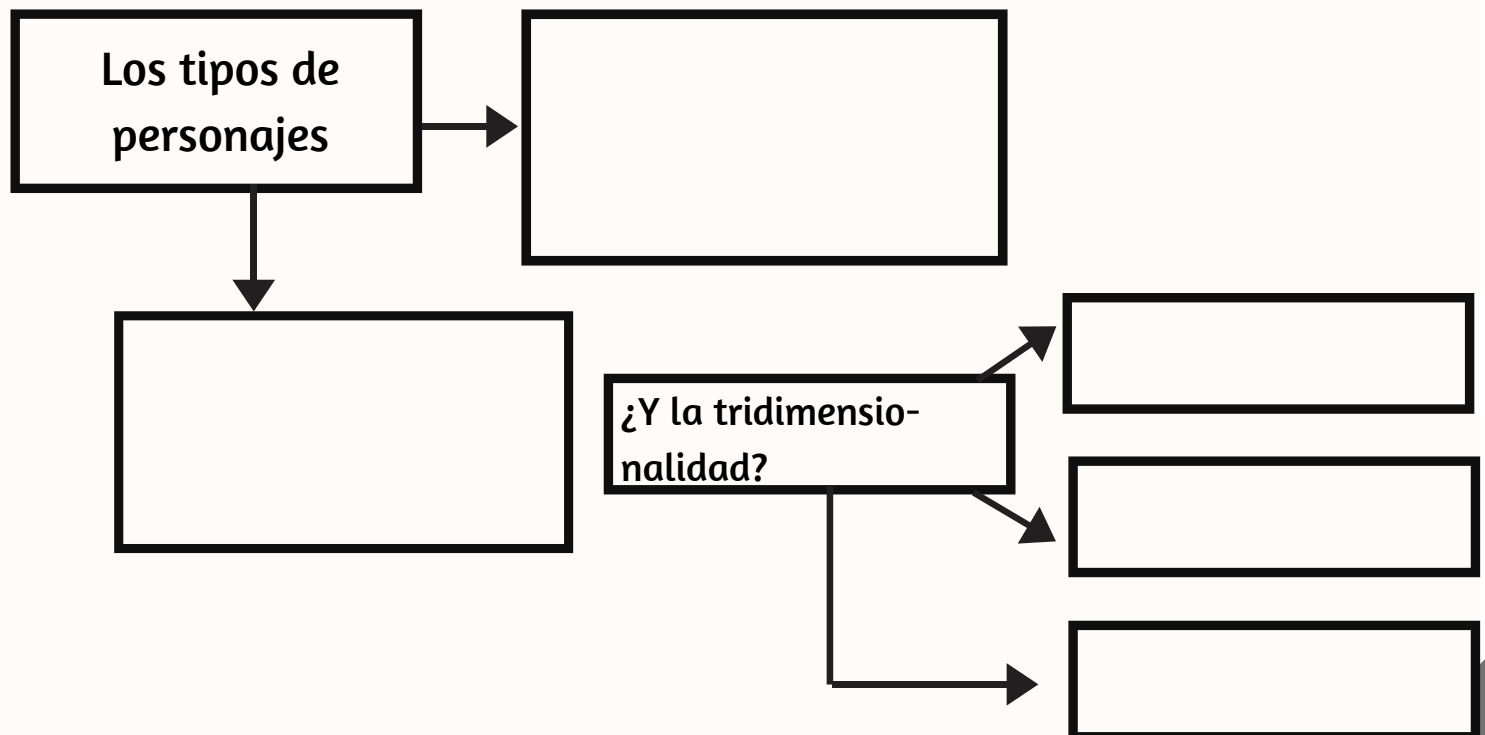 Los tipos de
personajes
¿Y la tridimensio-
nalidad?